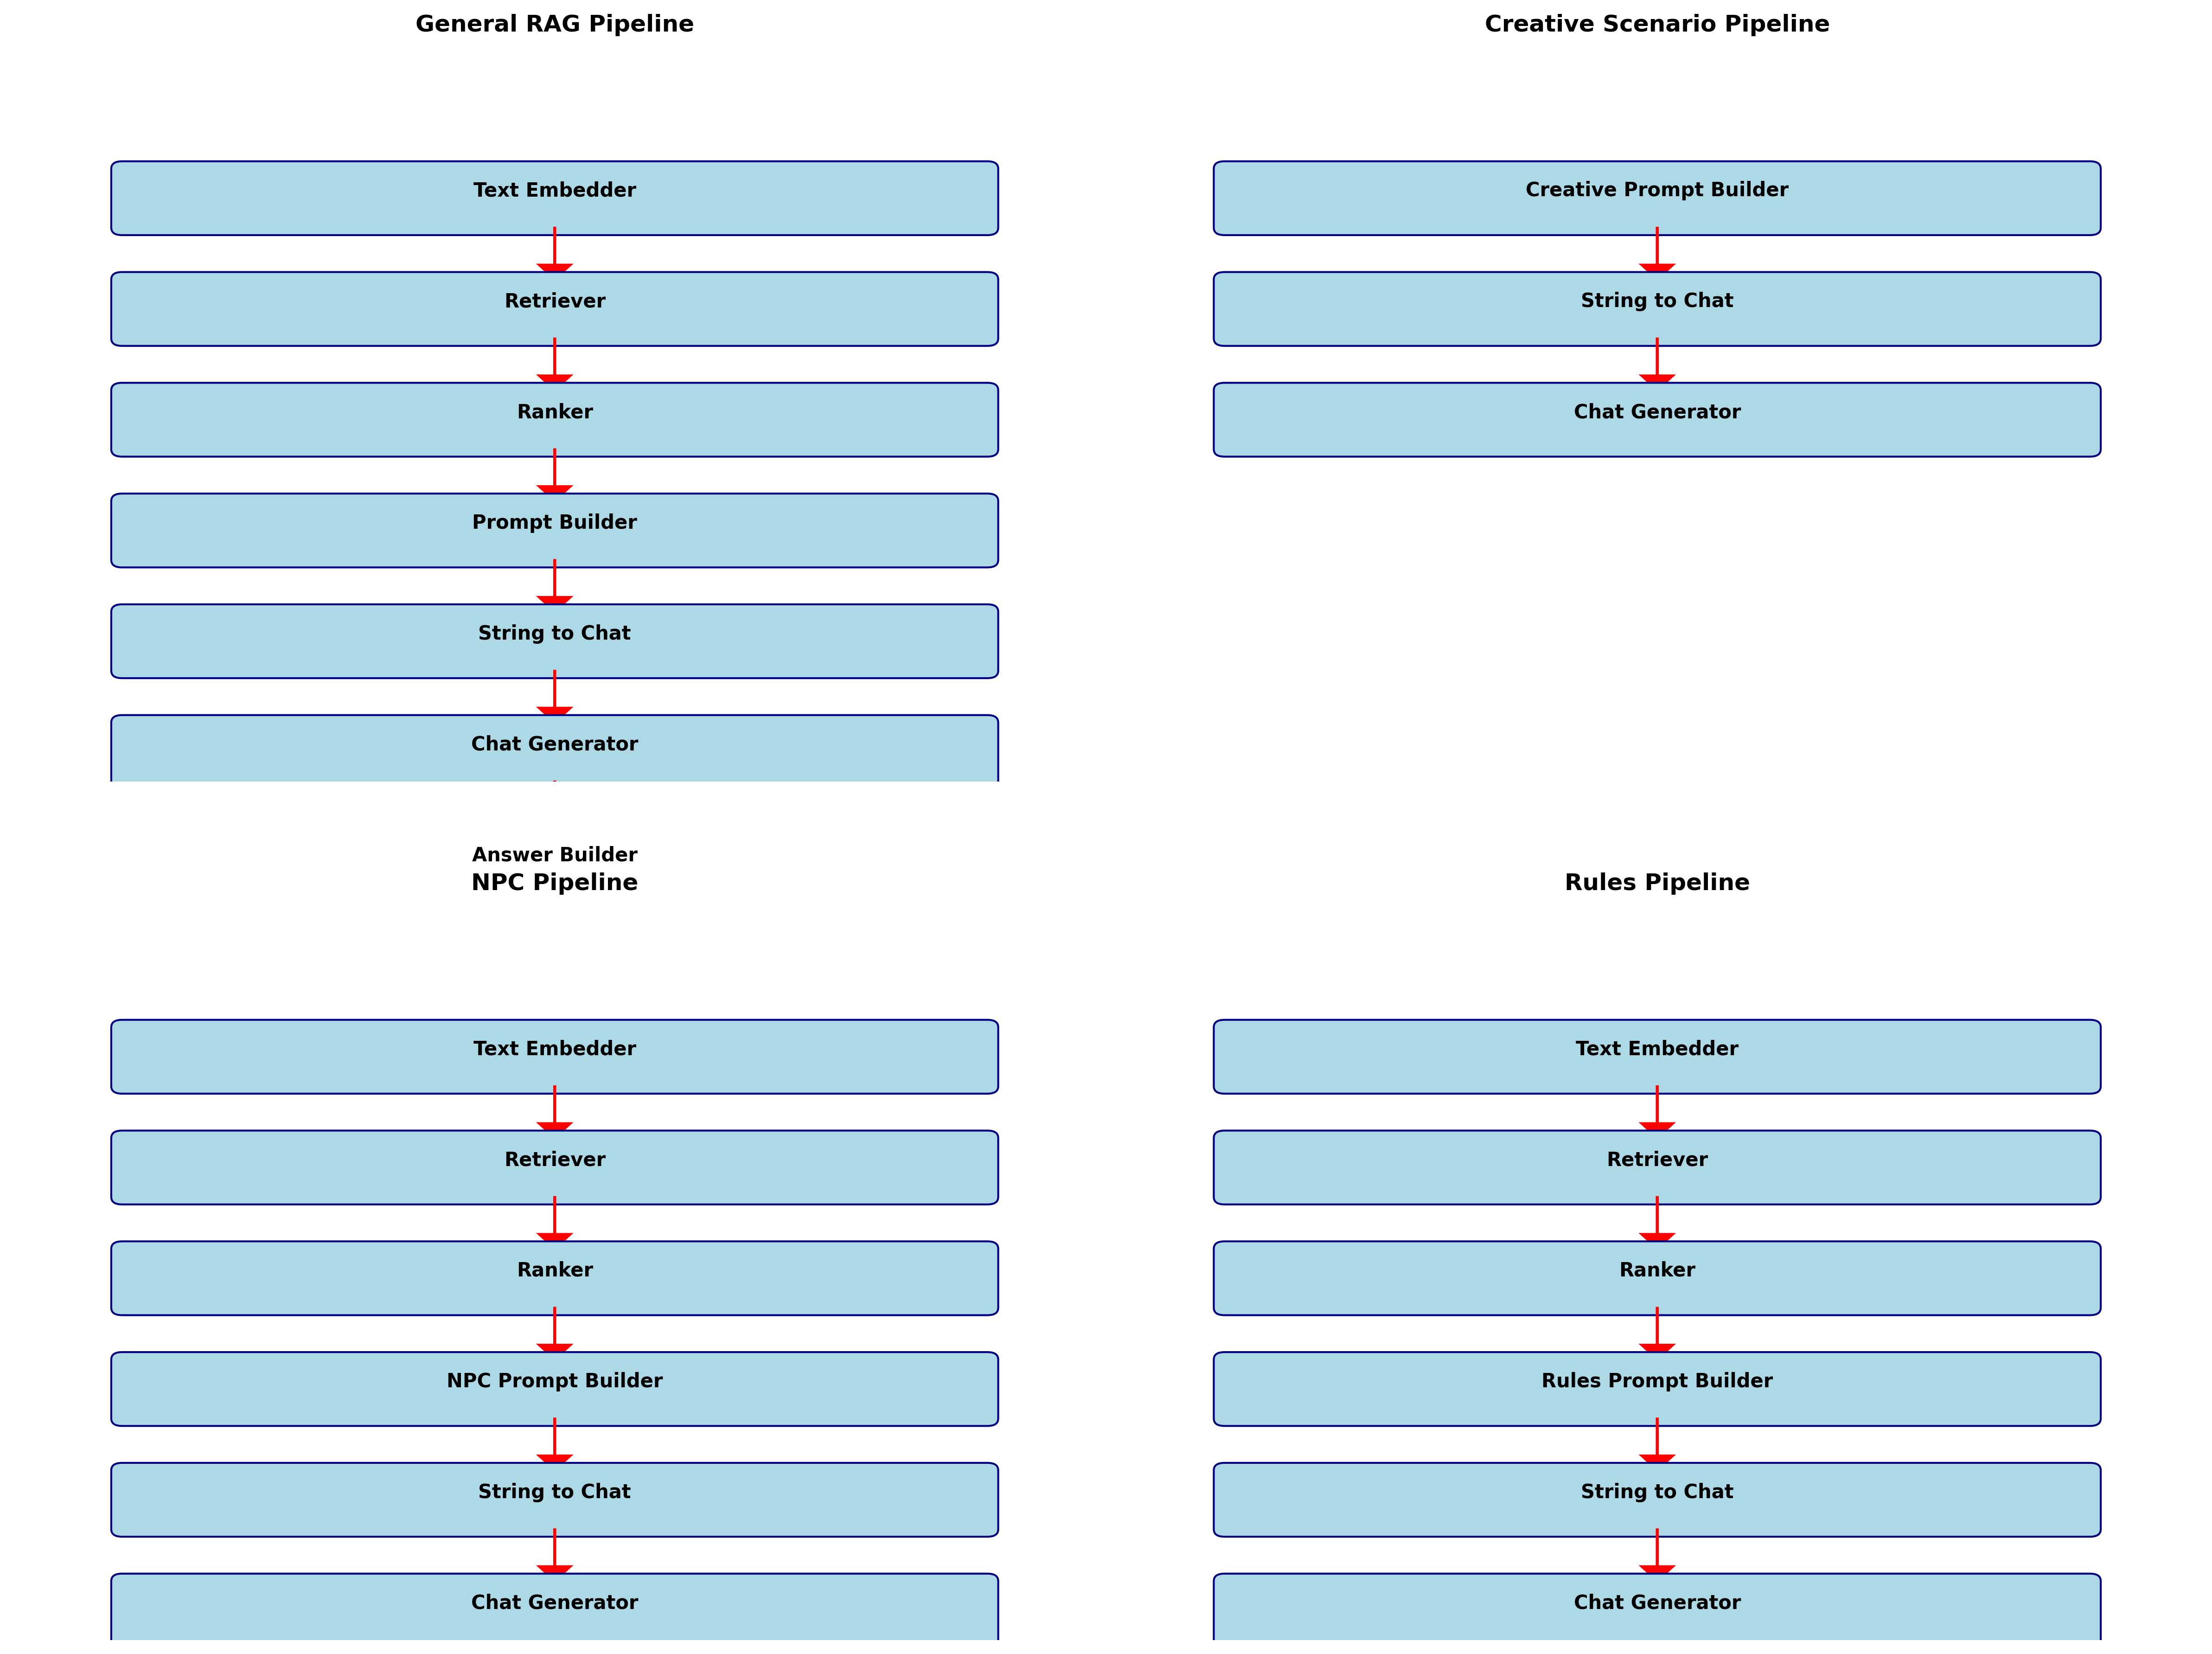 General RAG Pipeline
Text Embedder
Retriever
Ranker
Prompt Builder
String to Chat
Chat Generator
Answer Builder
Creative Scenario Pipeline
Creative Prompt Builder
String to Chat
Chat Generator
NPC Pipeline
Text Embedder
Retriever
Ranker
NPC Prompt Builder
String to Chat
Chat Generator
Rules Pipeline
Text Embedder
Retriever
Ranker
Rules Prompt Builder
String to Chat
Chat Generator